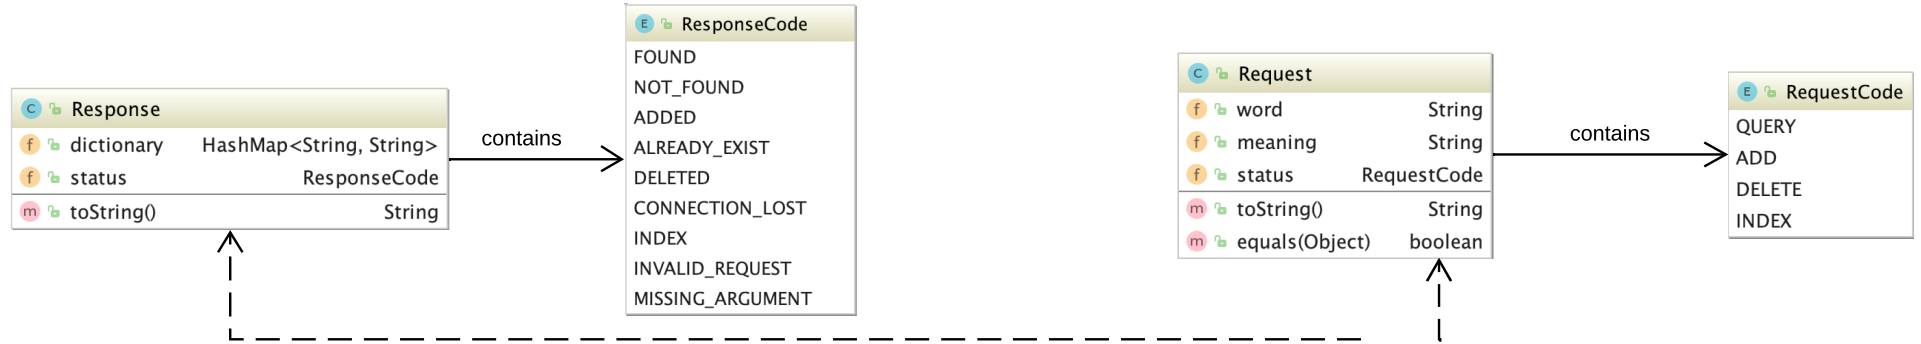 C Response
f dictionary HashMap<String, String>
f status ResponseCode
m toString() String
contains
E ResponseCode
FOUND
NOT_FOUND
ADDED
ALREADY_EXIST
DELETED
CONNECTION_LOST
INDEX
INVALID_REQUEST
MISSING_ARGUMENT
C Request
f word String
f meaning String
f status RequestCode
m toString() String
m equals(Object) boolean
contains
E RequestCode
QUERY
ADD
DELETE
INDEX